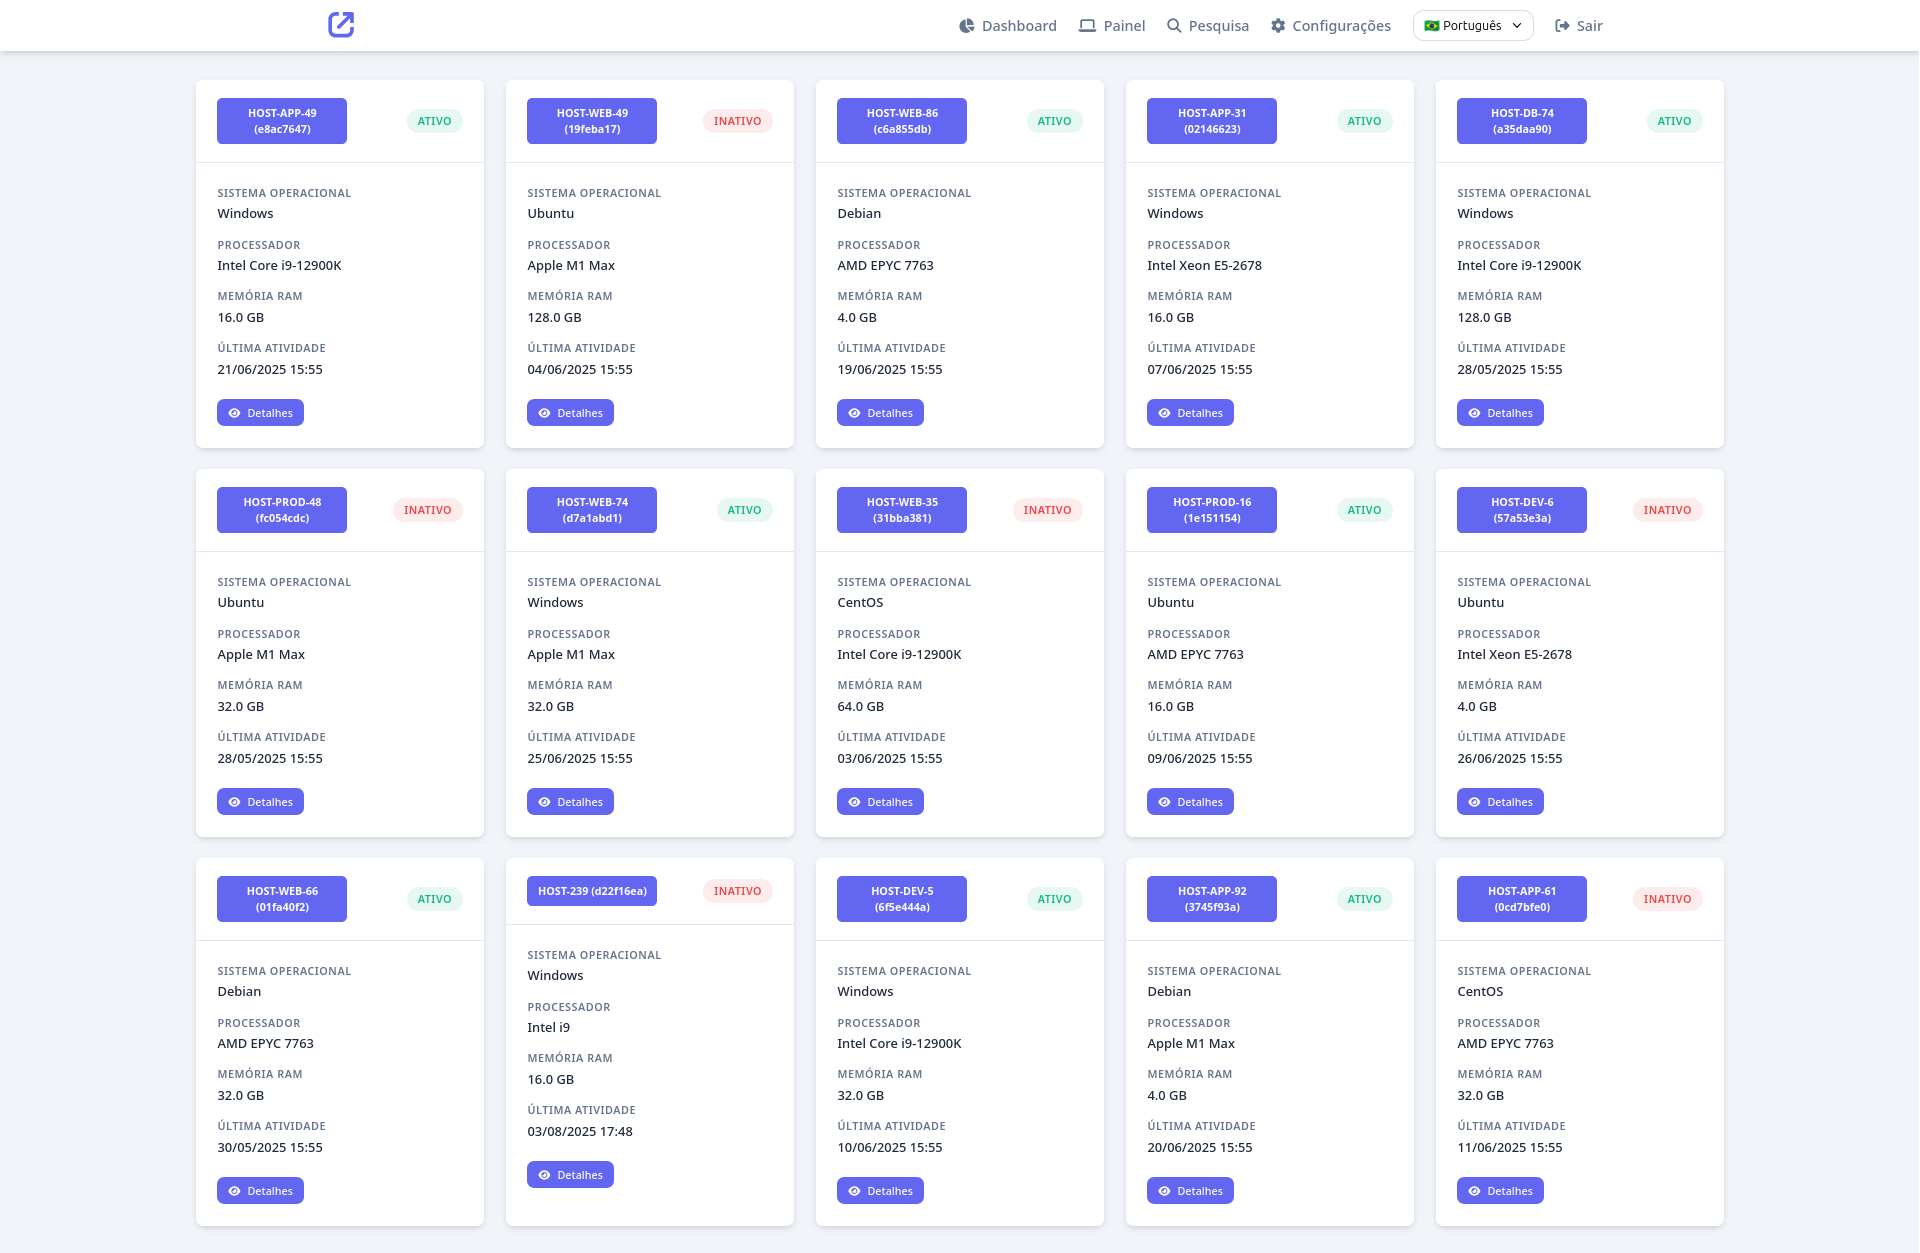 Dashboard
Painel
Pesquisa
Configurações
Português
Sair
HOST-APP-49
(e8ac7647)
ATIVO
SISTEMA OPERACIONAL
Windows
PROCESSADOR
Intel Core i9-12900K
MEMÓRIA RAM
16.0 GB
ÚLTIMA ATIVIDADE
21/06/2025 15:55
Detalhes
HOST-WEB-49
(19feba17)
INATIVO
SISTEMA OPERACIONAL
Ubuntu
PROCESSADOR
Apple M1 Max
MEMÓRIA RAM
128.0 GB
ÚLTIMA ATIVIDADE
04/06/2025 15:55
Detalhes
HOST-WEB-86
(c6a855db)
ATIVO
SISTEMA OPERACIONAL
Debian
PROCESSADOR
AMD EPYC 7763
MEMÓRIA RAM
4.0 GB
ÚLTIMA ATIVIDADE
19/06/2025 15:55
Detalhes
HOST-APP-31
(02146623)
ATIVO
SISTEMA OPERACIONAL
Windows
PROCESSADOR
Intel Xeon E5-2678
MEMÓRIA RAM
16.0 GB
ÚLTIMA ATIVIDADE
07/06/2025 15:55
Detalhes
HOST-DB-74
(a35daa90)
ATIVO
SISTEMA OPERACIONAL
Windows
PROCESSADOR
Intel Core i9-12900K
MEMÓRIA RAM
128.0 GB
ÚLTIMA ATIVIDADE
28/05/2025 15:55
Detalhes
HOST-PROD-48
(fc054cdc)
INATIVO
SISTEMA OPERACIONAL
Ubuntu
PROCESSADOR
Apple M1 Max
MEMÓRIA RAM
32.0 GB
ÚLTIMA ATIVIDADE
28/05/2025 15:55
Detalhes
HOST-WEB-74
(d7a1abd1)
ATIVO
SISTEMA OPERACIONAL
Windows
PROCESSADOR
Apple M1 Max
MEMÓRIA RAM
32.0 GB
ÚLTIMA ATIVIDADE
25/06/2025 15:55
Detalhes
HOST-WEB-35
(31bba381)
INATIVO
SISTEMA OPERACIONAL
CentOS
PROCESSADOR
Intel Core i9-12900K
MEMÓRIA RAM
64.0 GB
ÚLTIMA ATIVIDADE
03/06/2025 15:55
Detalhes
HOST-PROD-16
(1e151154)
ATIVO
SISTEMA OPERACIONAL
Ubuntu
PROCESSADOR
AMD EPYC 7763
MEMÓRIA RAM
16.0 GB
ÚLTIMA ATIVIDADE
09/06/2025 15:55
Detalhes
HOST-DEV-6
(57a53e3a)
INATIVO
SISTEMA OPERACIONAL
Ubuntu
PROCESSADOR
Intel Xeon E5-2678
MEMÓRIA RAM
4.0 GB
ÚLTIMA ATIVIDADE
26/06/2025 15:55
Detalhes
HOST-WEB-66
(01fa40f2)
ATIVO
SISTEMA OPERACIONAL
Debian
PROCESSADOR
AMD EPYC 7763
MEMÓRIA RAM
32.0 GB
ÚLTIMA ATIVIDADE
30/05/2025 15:55
Detalhes
HOST-239 (d22f16ea)
INATIVO
SISTEMA OPERACIONAL
Windows
PROCESSADOR
Intel i9
MEMÓRIA RAM
16.0 GB
ÚLTIMA ATIVIDADE
03/08/2025 17:48
Detalhes
HOST-DEV-5
(6f5e444a)
ATIVO
SISTEMA OPERACIONAL
Windows
PROCESSADOR
Intel Core i9-12900K
MEMÓRIA RAM
32.0 GB
ÚLTIMA ATIVIDADE
10/06/2025 15:55
Detalhes
HOST-APP-92
(3745f93a)
ATIVO
SISTEMA OPERACIONAL
Debian
PROCESSADOR
Apple M1 Max
MEMÓRIA RAM
4.0 GB
ÚLTIMA ATIVIDADE
20/06/2025 15:55
Detalhes
HOST-APP-61
(0cd7bfe0)
INATIVO
SISTEMA OPERACIONAL
CentOS
PROCESSADOR
AMD EPYC 7763
MEMÓRIA RAM
32.0 GB
ÚLTIMA ATIVIDADE
11/06/2025 15:55
Detalhes